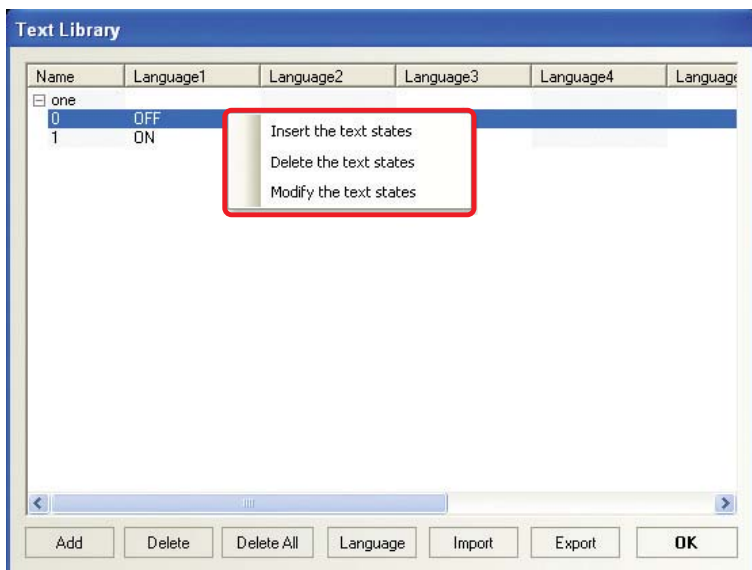 Text Library
Name Language1 Language2 Language3 Language4 Language
one
0 OFF
1 ON
Insert the text states
Delete the text states
Modify the text states
Add Delete Delete All Language Import Export OK